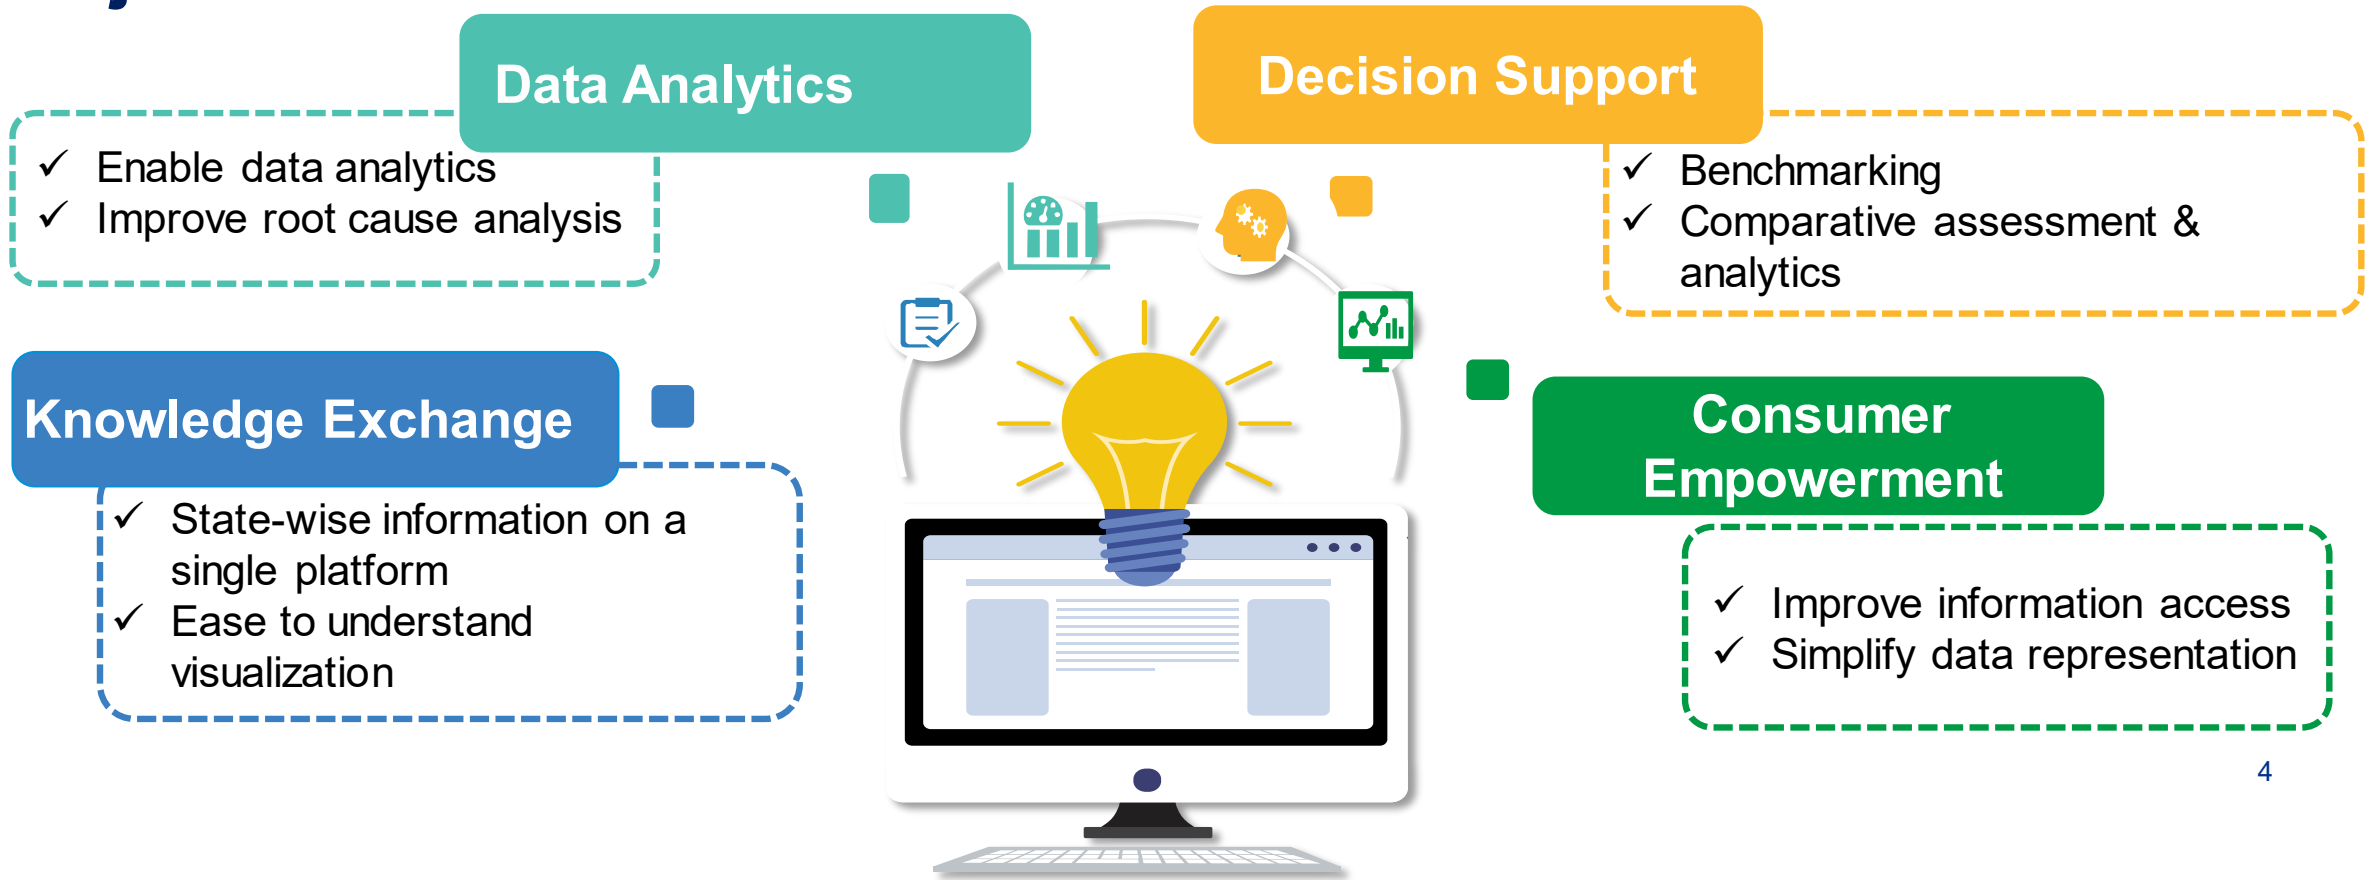 Data Analytics
Enable data analytics
Improve root cause analysis
Decision Support
Benchmarking
Comparative assessment &
analytics
Knowledge Exchange
State-wise information on a
single platform
Ease to understand
visualization
Consumer
Empowerment
Improve information access
Simplify data representation
4